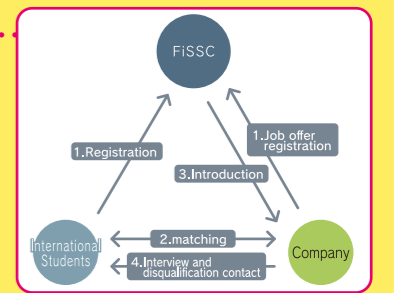 FiSSC
1.Job offer
registration
1.Registration
3.Introduction
2.matching
International
Students
Company
4.Interview and
disqualification contact